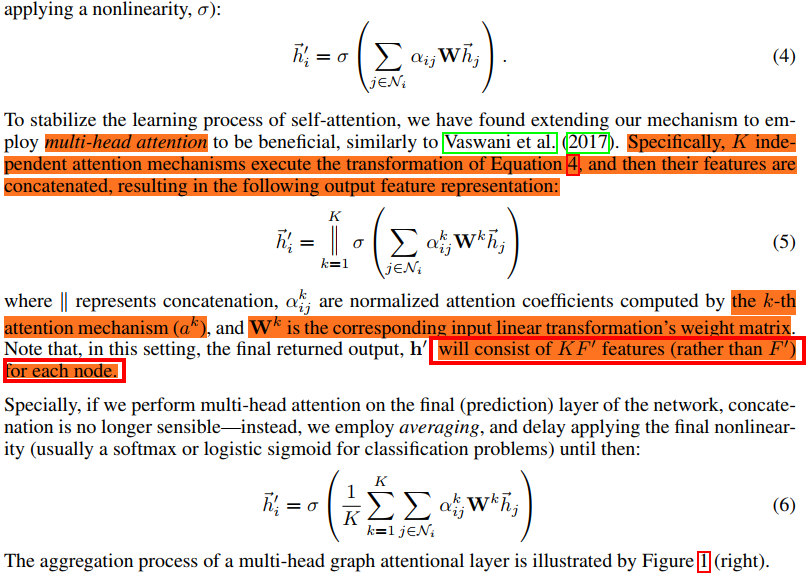 applying a nonlinearity, σ):
$\vec{h}'_i = \sigma \left( \sum_{j \in \mathcal{N}_i} \alpha_{ij} \mathbf{W} \vec{h}_j \right).$ (4)
To stabilize the learning process of self-attention, we have found extending our mechanism to em-
ploy multi-head attention to be beneficial, similarly to Vaswani et al. (2017). Specifically, K inde-
pendent attention mechanisms execute the transformation of Equation 4, and then their features are
concatenated, resulting in the following output feature representation:
$\vec{h}'_i = \Big\Vert_{k=1}^{K} \sigma \left( \sum_{j \in \mathcal{N}_i} \alpha_{ij}^k \mathbf{W}^k \vec{h}_j \right)$ (5)
where ∥ represents concatenation, $\alpha_{ij}^k$ are normalized attention coefficients computed by the k-th
attention mechanism ($a^k$), and $\mathbf{W}^k$ is the corresponding input linear transformation's weight matrix.
Note that, in this setting, the final returned output, h′ will consist of KF′ features (rather than F′)
for each node.
Specially, if we perform multi-head attention on the final (prediction) layer of the network, concate-
nation is no longer sensible—instead, we employ averaging, and delay applying the final nonlinear-
ity (usually a softmax or logistic sigmoid for classification problems) until then:
$\vec{h}'_i = \sigma \left( \frac{1}{K} \sum_{k=1}^{K} \sum_{j \in \mathcal{N}_i} \alpha_{ij}^k \mathbf{W}^k \vec{h}_j \right)$ (6)
The aggregation process of a multi-head graph attentional layer is illustrated by Figure 1 (right).